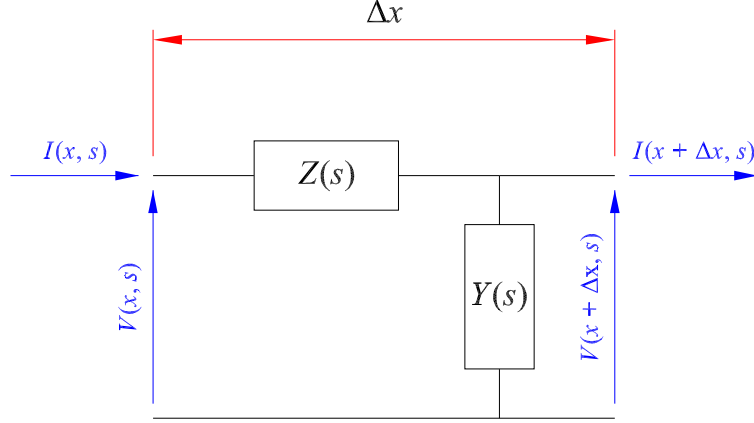 Δx
I(x, s)
I(x + Δx, s)
Z(s)
V(x, s)
Y(s)
V(x + Δx, s)